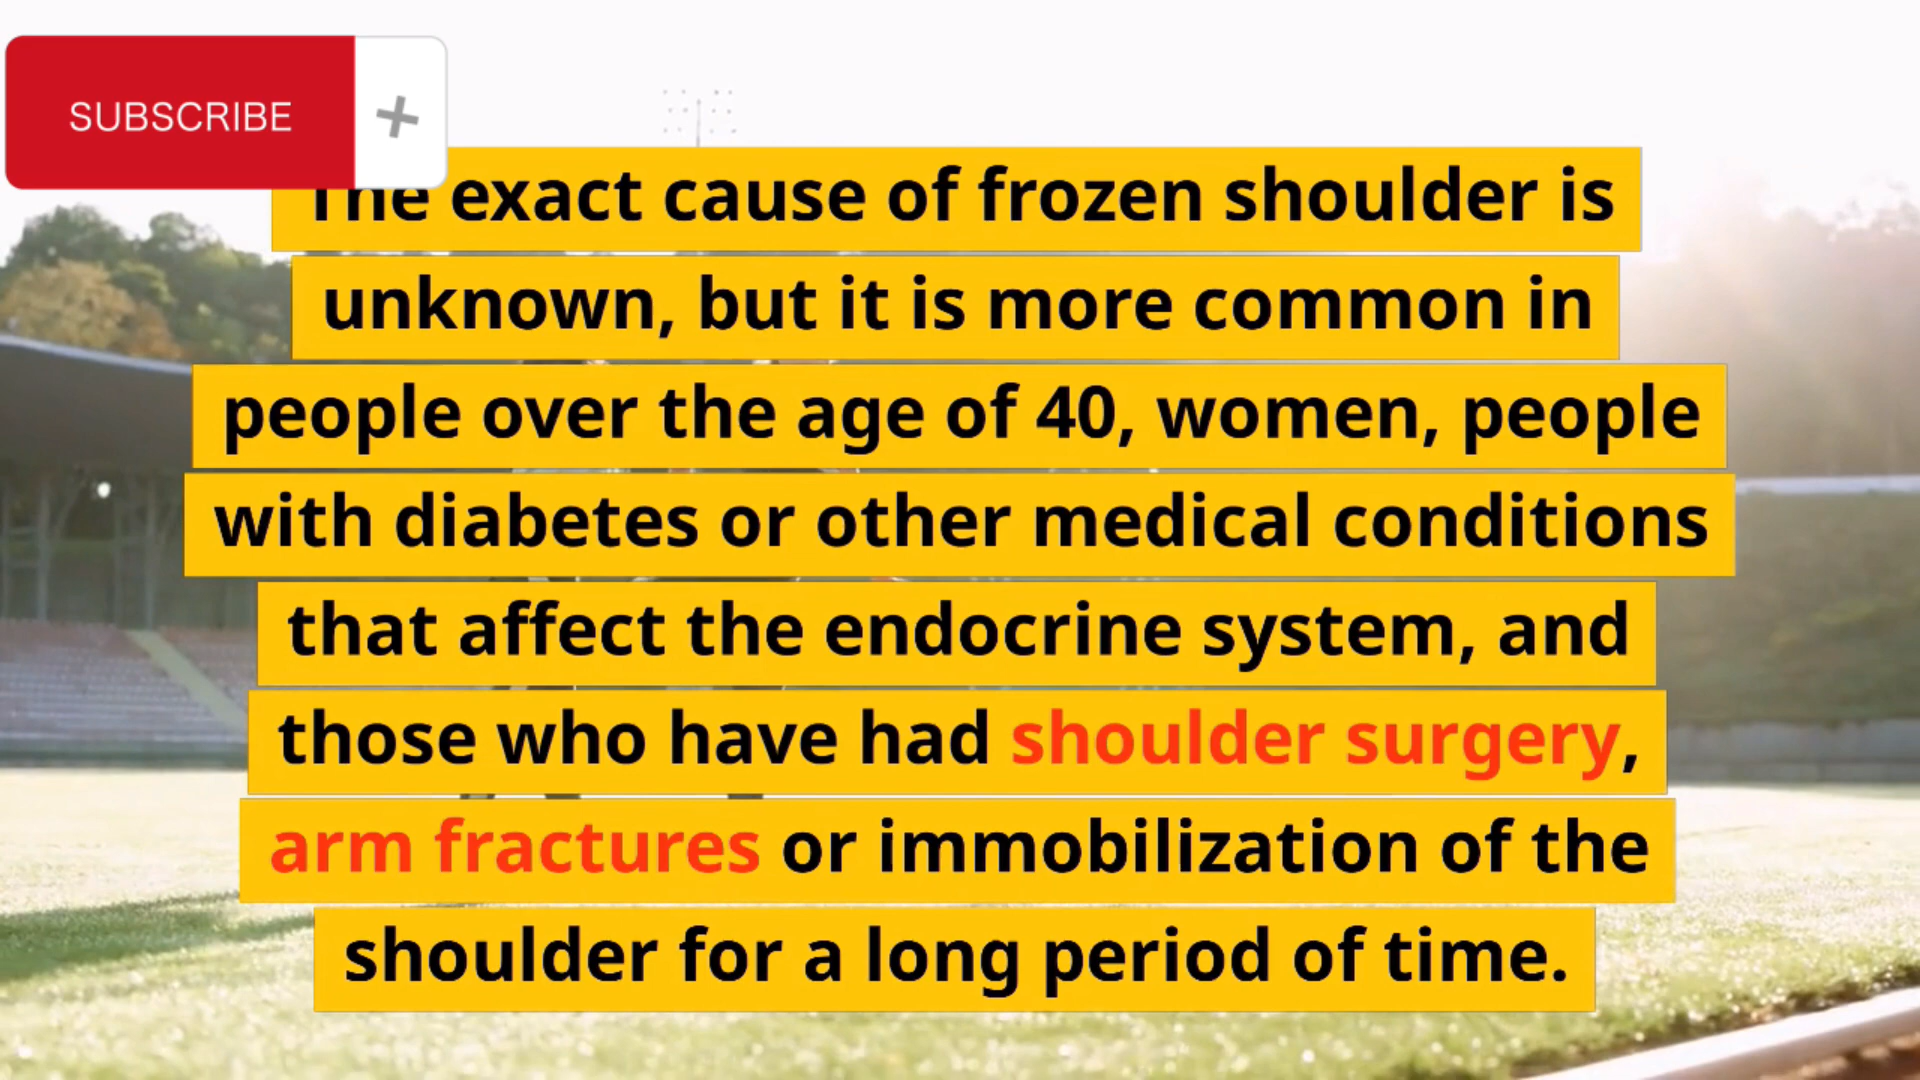 SUBSCRIBE +
The exact cause of frozen shoulder is
unknown, but it is more common in
people over the age of 40, women, people
with diabetes or other medical conditions
that affect the endocrine system, and
those who have had shoulder surgery,
arm fractures or immobilization of the
shoulder for a long period of time.